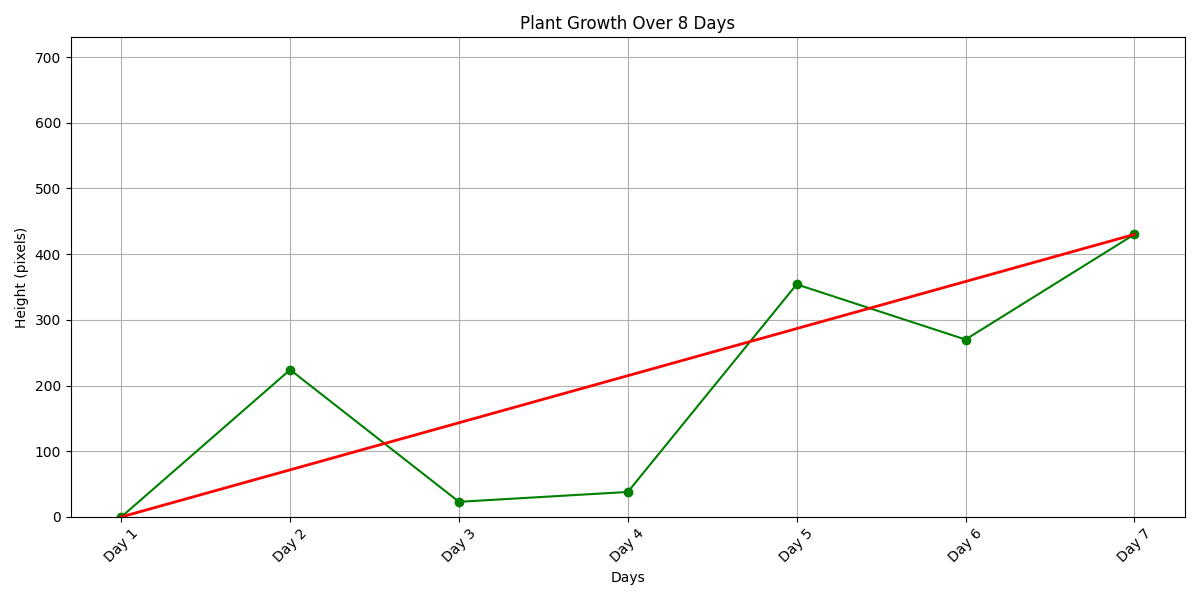 Plant Growth Over 8 Days
Height (pixels)
700
600
500
400
300
200
100
0
Day 1
Day 2
Day 3
Day 4
Day 5
Day 6
Day 7
Days